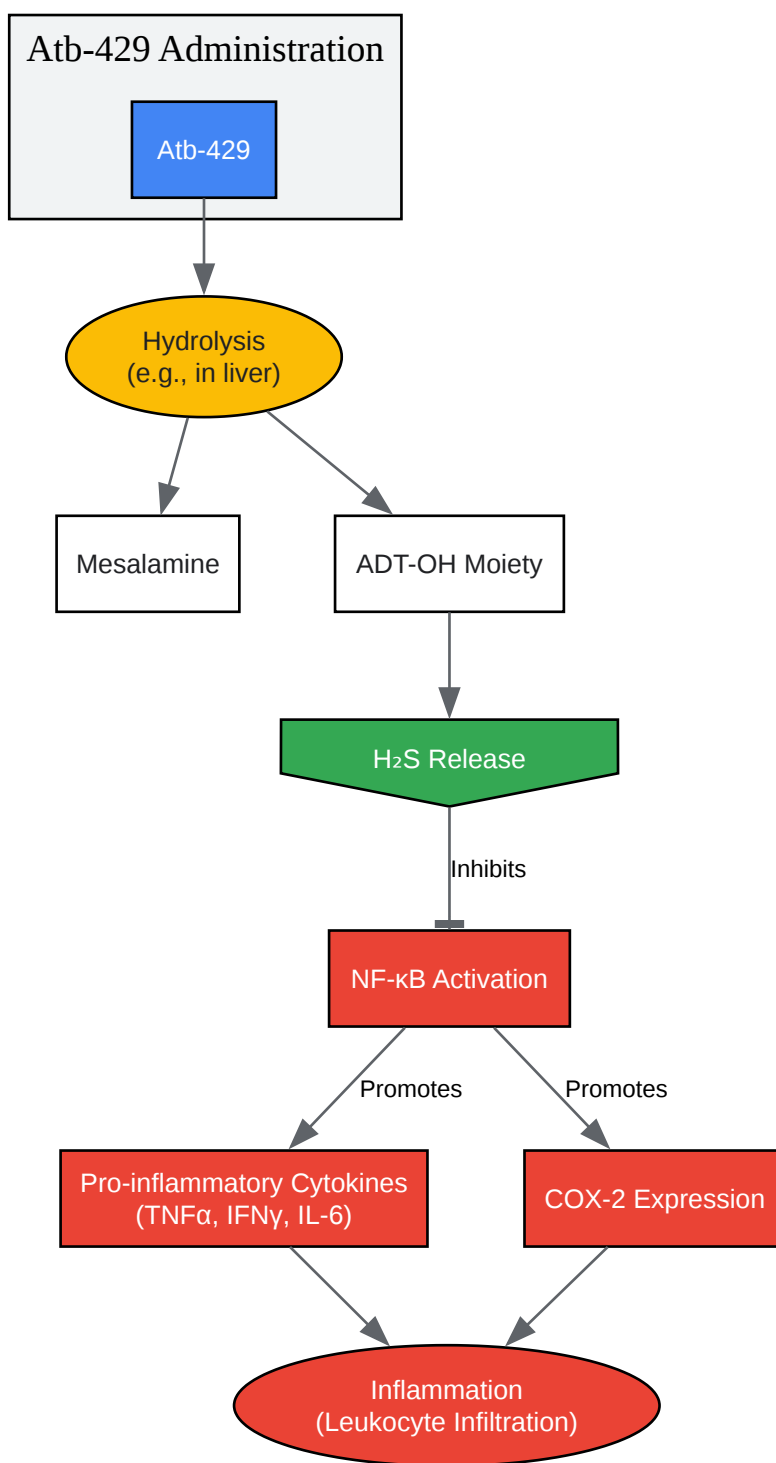 Atb-429 Administration
Atb-429
Hydrolysis
(e.g., in liver)
Mesalamine
ADT-OH Moiety
H₂S Release
Inhibits
NF-κB Activation
Promotes
Promotes
Pro-inflammatory Cytokines
(TNFα, IFNγ, IL-6)
COX-2 Expression
Inflammation
(Leukocyte Infiltration)